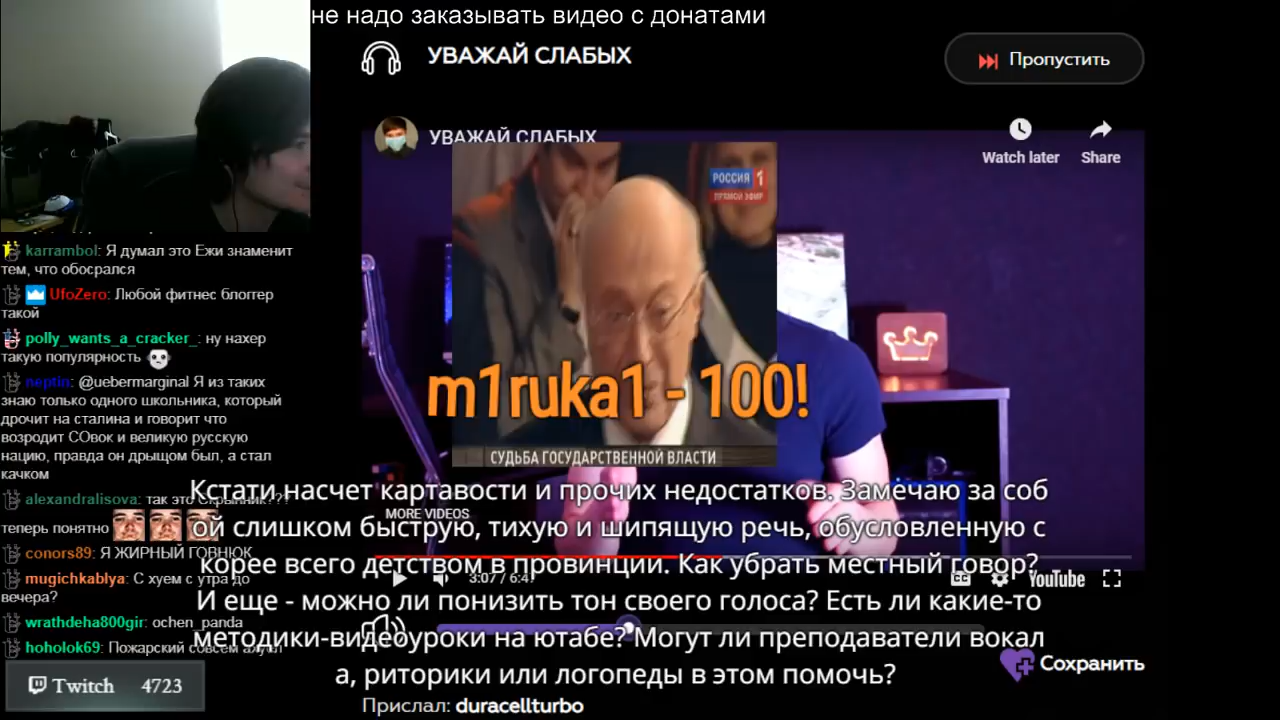 не надо заказывать видео с донатами
УВАЖАЙ СЛАБЫХ
Пропустить
УВАЖАЙ СЛАБЫХ
Watch later
Share
РОССИЯ 1
ПРЯМОЙ ЭФИР
m1ruka1 - 100!
СУДЬБА ГОСУДАРСТВЕННОЙ ВЛАСТИ
karrambol: Я думал это Ежи знаменит
тем, что обосрался
UfoZero: Любой фитнес блоггер
такой
polly_wants_a_cracker_: ну нахер
такую популярность
neptin: @uebermarginal Я из таких
знаю только одного школьника, который
дрочит на сталина и говорит что
возродит СОвок и великую русскую
нацию, правда он дрыщом был, а стал
качком
alexandralisova: так это Скрынник???
теперь понятно
conors89: Я ЖИРНЫЙ ГОВНЮК
mugichkablya: С хуем с утра до
вечера?
wrathdeha800gir: ochen_panda
hoholok69: Пожарский совсем
Twitch 4723
Кстати насчет картавости и прочих недостатков. Замечаю за соб
ой слишком быструю, тихую и шипящую речь, обусловленную с
корее всего детством в провинции. Как убрать местный говор?
И еще - можно ли понизить тон своего голоса? Есть ли какие-то
методики-видеоуроки на ютабе? Могут ли преподаватели вокал
а, риторики или логопеды в этом помочь?
MORE VIDEOS
3:07 / 6:41
CC
YouTube
Сохранить
Прислал: duracellturbo